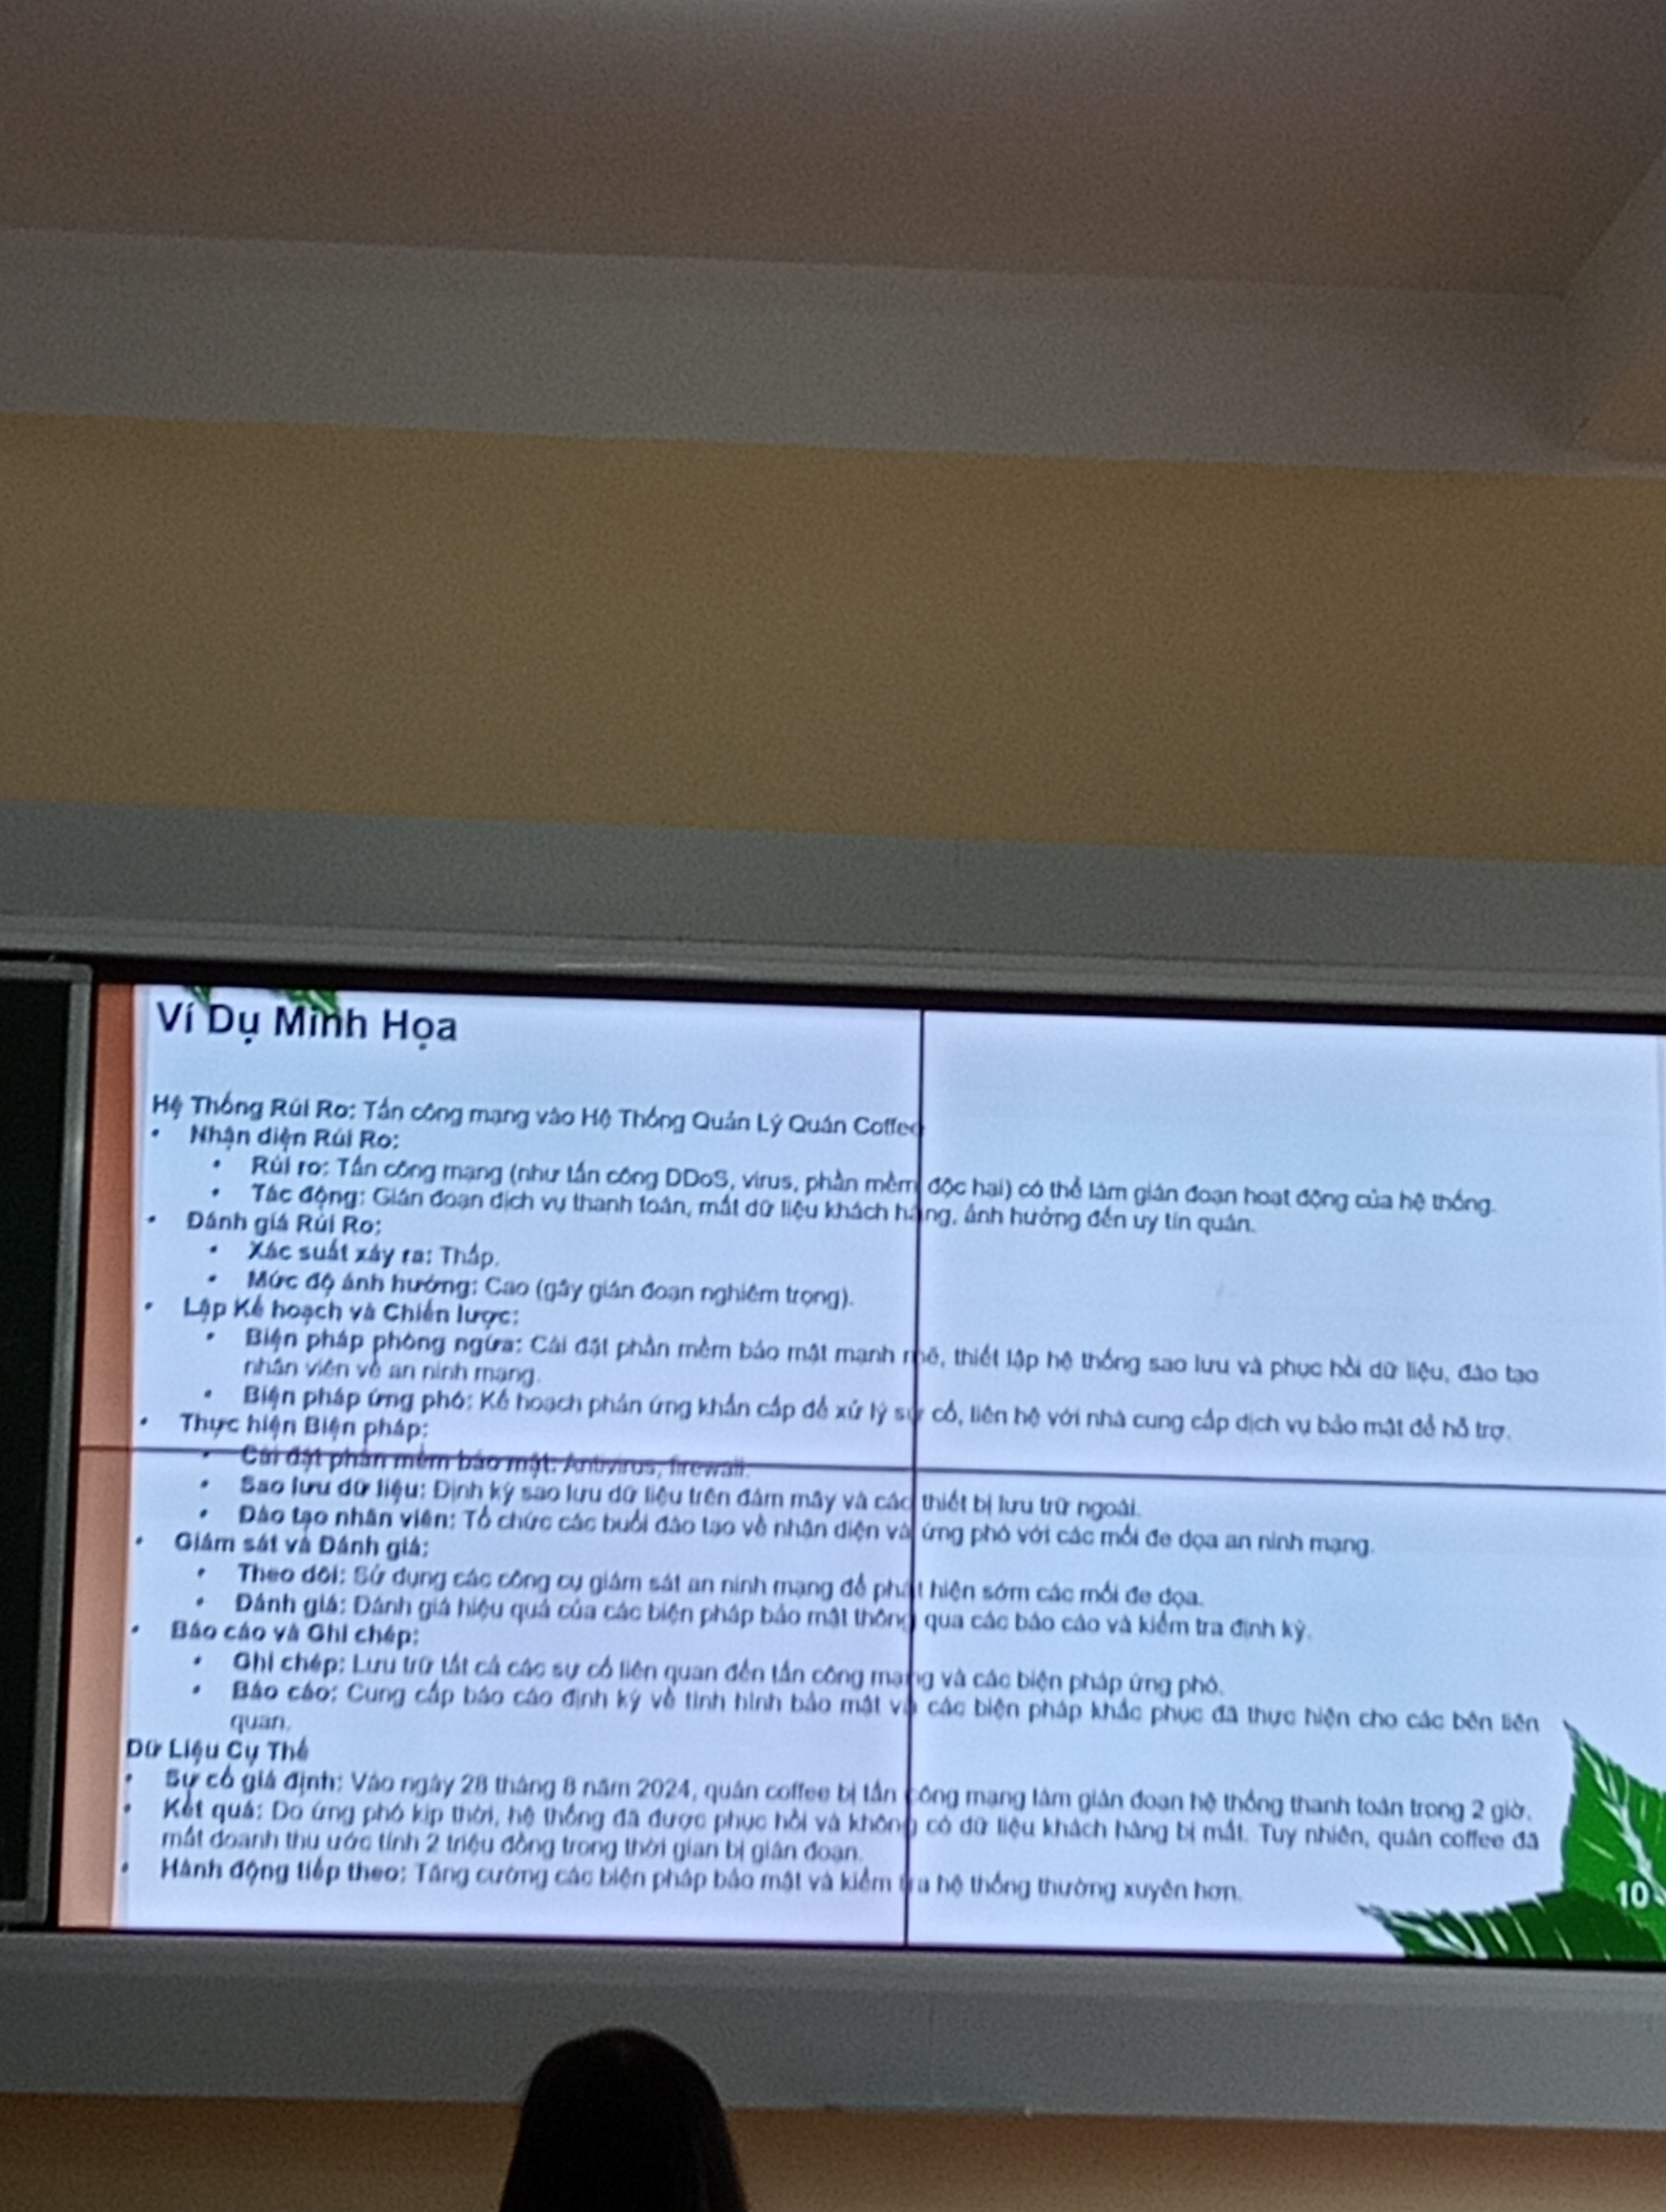 Ví Dụ Minh Họa
Hệ Thống Rủi Ro: Tấn công mạng vào Hệ Thống Quản Lý Quán Coffee
• Nhận diện Rủi Ro:
• Rủi ro: Tấn công mạng (như tấn công DDoS, virus, phần mềm độc hại) có thể làm gián đoạn hoạt động của hệ thống.
• Tác động: Gián đoạn dịch vụ thanh toán, mất dữ liệu khách hàng, ảnh hưởng đến uy tín quán.
• Đánh giá Rủi Ro:
• Xác suất xảy ra: Thấp.
• Mức độ ảnh hưởng: Cao (gây gián đoạn nghiêm trọng).
• Lập Kế hoạch và Chiến lược:
• Biện pháp phòng ngừa: Cài đặt phần mềm bảo mật mạnh mẽ, thiết lập hệ thống sao lưu và phục hồi dữ liệu, đào tạo
nhân viên về an ninh mạng.
• Biện pháp ứng phó: Kế hoạch phản ứng khẩn cấp để xử lý sự cố, liên hệ với nhà cung cấp dịch vụ bảo mật để hỗ trợ.
• Thực hiện Biện pháp:
• Cài đặt phần mềm bảo mật: Antivirus, firewall.
• Sao lưu dữ liệu: Định kỳ sao lưu dữ liệu trên đám mây và các thiết bị lưu trữ ngoài.
• Đào tạo nhân viên: Tổ chức các buổi đào tạo về nhận diện và ứng phó với các mối đe dọa an ninh mạng.
• Giám sát và Đánh giá:
• Theo dõi: Sử dụng các công cụ giám sát an ninh mạng để phát hiện sớm các mối đe dọa.
• Đánh giá: Đánh giá hiệu quả của các biện pháp bảo mật thông qua các báo cáo và kiểm tra định kỳ.
• Báo cáo và Ghi chép:
• Ghi chép: Lưu trữ tất cả các sự cố liên quan đến tấn công mạng và các biện pháp ứng phó.
• Báo cáo: Cung cấp báo cáo định kỳ về tình hình bảo mật và các biện pháp khắc phục đã thực hiện cho các bên liên
quan.
Dữ Liệu Cụ Thể
• Sự cố giả định: Vào ngày 28 tháng 8 năm 2024, quán coffee bị tấn công mạng làm gián đoạn hệ thống thanh toán trong 2 giờ.
• Kết quả: Do ứng phó kịp thời, hệ thống đã được phục hồi và không có dữ liệu khách hàng bị mất. Tuy nhiên, quán coffee đã
mất doanh thu ước tính 2 triệu đồng trong thời gian bị gián đoạn.
• Hành động tiếp theo: Tăng cường các biện pháp bảo mật và kiểm tra hệ thống thường xuyên hơn.
10